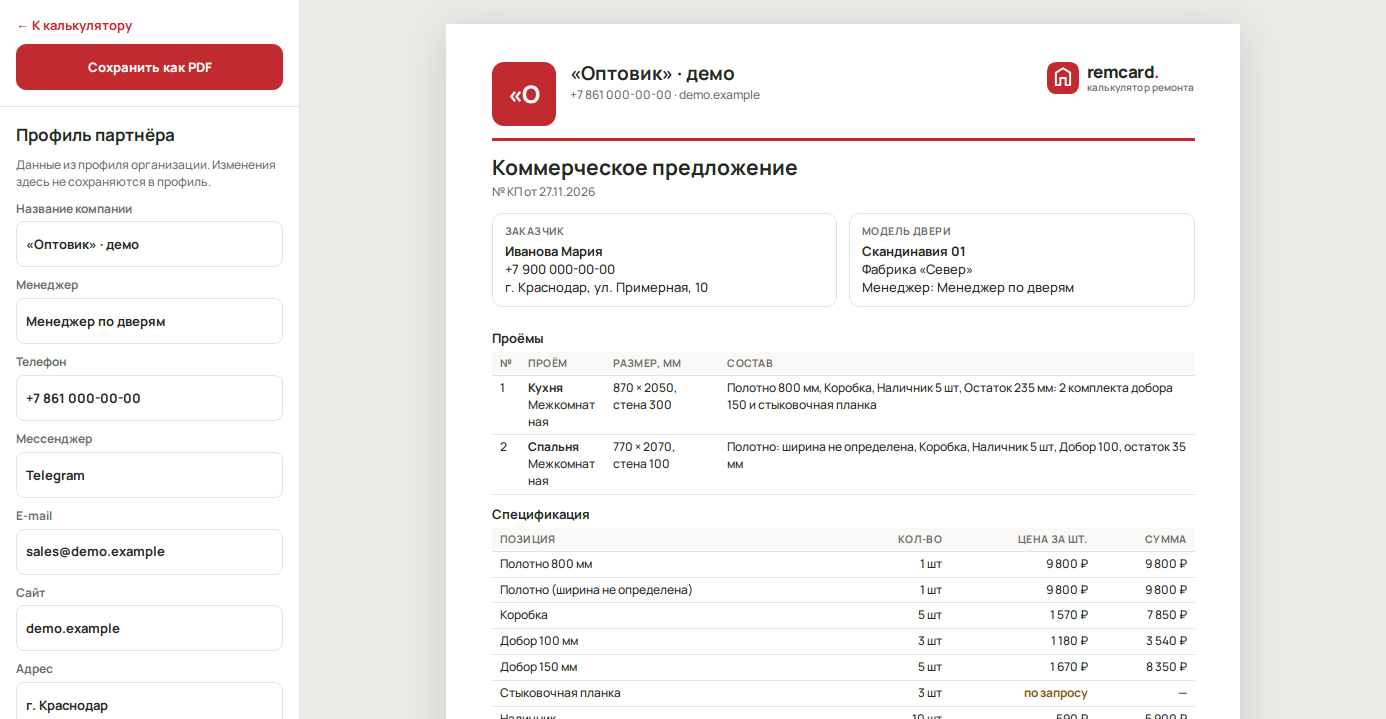 ← К калькулятору
Сохранить как PDF
Профиль партнёра
Данные из профиля организации. Изменения
здесь не сохраняются в профиль.
Название компании
«Оптовик» · демо
Менеджер
Менеджер по дверям
Телефон
+7 861 000-00-00
Мессенджер
Telegram
E-mail
sales@demo.example
Сайт
demo.example
Адрес
г. Краснодар
«О
«Оптовик» · демо
+7 861 000-00-00 · demo.example
remcard.
калькулятор ремонта
Коммерческое предложение
№ КП от 27.11.2026
ЗАКАЗЧИК
Иванова Мария
+7 900 000-00-00
г. Краснодар, ул. Примерная, 10
МОДЕЛЬ ДВЕРИ
Скандинавия 01
Фабрика «Север»
Менеджер: Менеджер по дверям
Проёмы
№ ПРОЁМ РАЗМЕР, ММ СОСТАВ
1 Кухня 870 × 2050, Полотно 800 мм, Коробка, Наличник 5 шт, Остаток 235 мм: 2 комплекта добора
Межкомнат стена 300 150 и стыковочная планка
ная
2 Спальня 770 × 2070, Полотно: ширина не определена, Коробка, Наличник 5 шт, Добор 100, остаток 35
Межкомнат стена 100 мм
ная
Спецификация
ПОЗИЦИЯ КОЛ-ВО ЦЕНА ЗА ШТ. СУММА
Полотно 800 мм 1 шт 9 800 ₽ 9 800 ₽
Полотно (ширина не определена) 1 шт 9 800 ₽ 9 800 ₽
Коробка 5 шт 1 570 ₽ 7 850 ₽
Добор 100 мм 3 шт 1 180 ₽ 3 540 ₽
Добор 150 мм 5 шт 1 670 ₽ 8 350 ₽
Стыковочная планка 3 шт по запросу —
Наличник 10 шт 590 ₽ 5 900 ₽